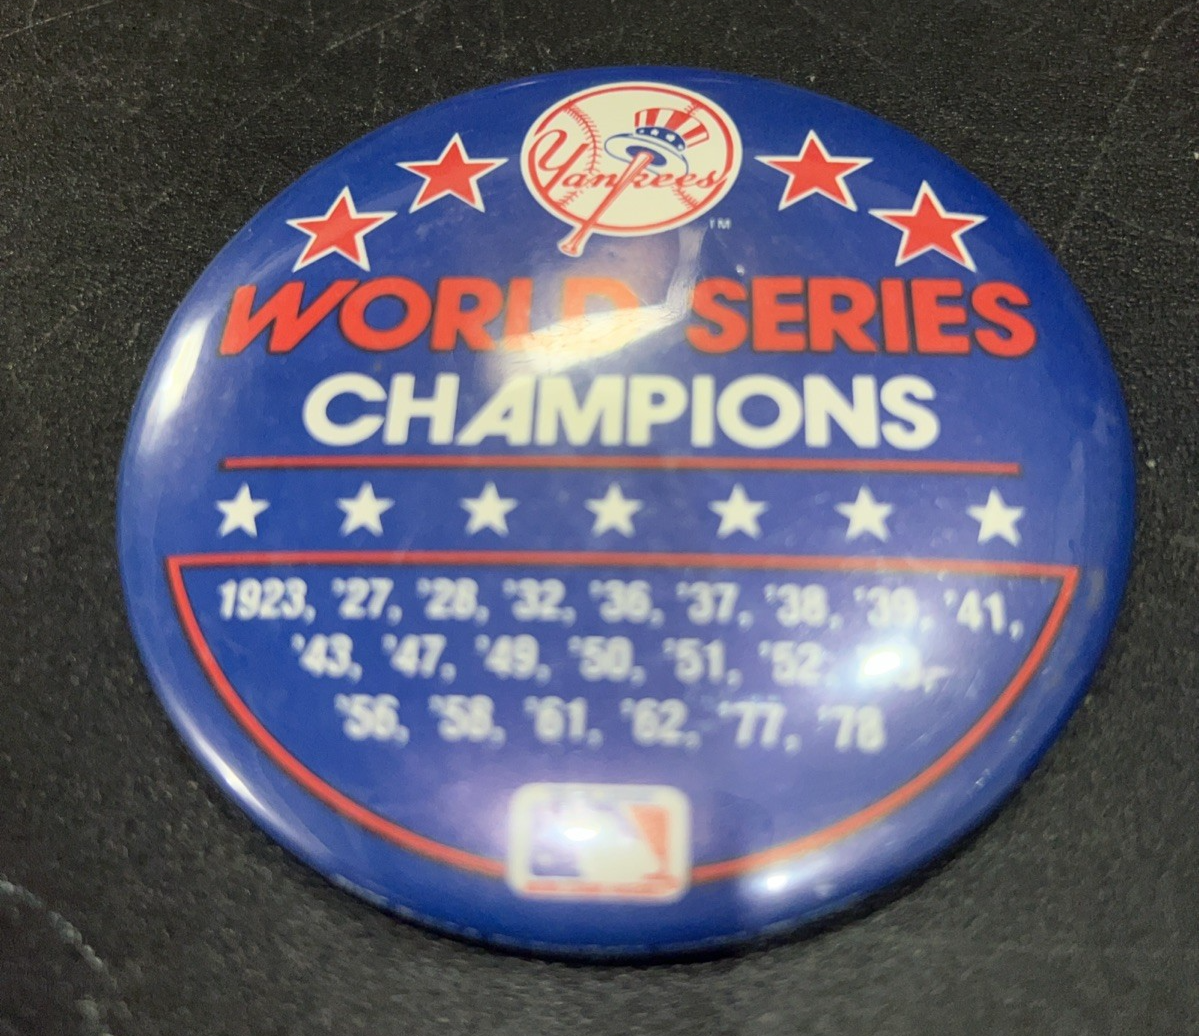 Yankees
TM
WORLD SERIES
CHAMPIONS
1923, '27, '28, '32, '36, '37, '38, '39, '41,
'43, '47, '49, '50, '51, '52,
'56, '58, '61, '62, '77, '78